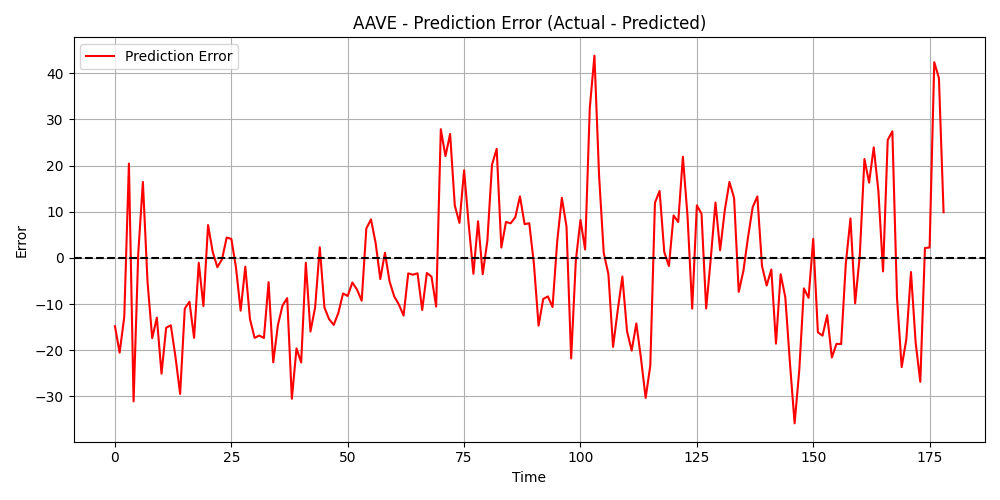 AAVE - Prediction Error (Actual - Predicted)
Prediction Error
Error
40
30
20
10
0
−10
−20
−30
0 25 50 75 100 125 150 175
Time